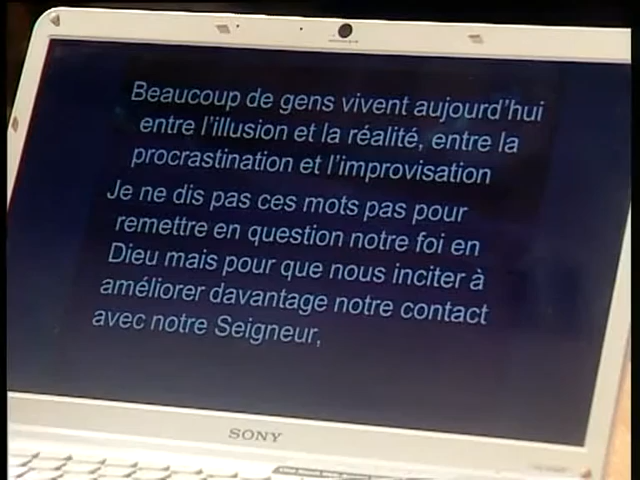 Beaucoup de gens vivent aujourd'hui
entre l'illusion et la réalité, entre la
procrastination et l'improvisation
Je ne dis pas ces mots pas pour
remettre en question notre foi en
Dieu mais pour que nous inciter à
améliorer davantage notre contact
avec notre Seigneur,
SONY